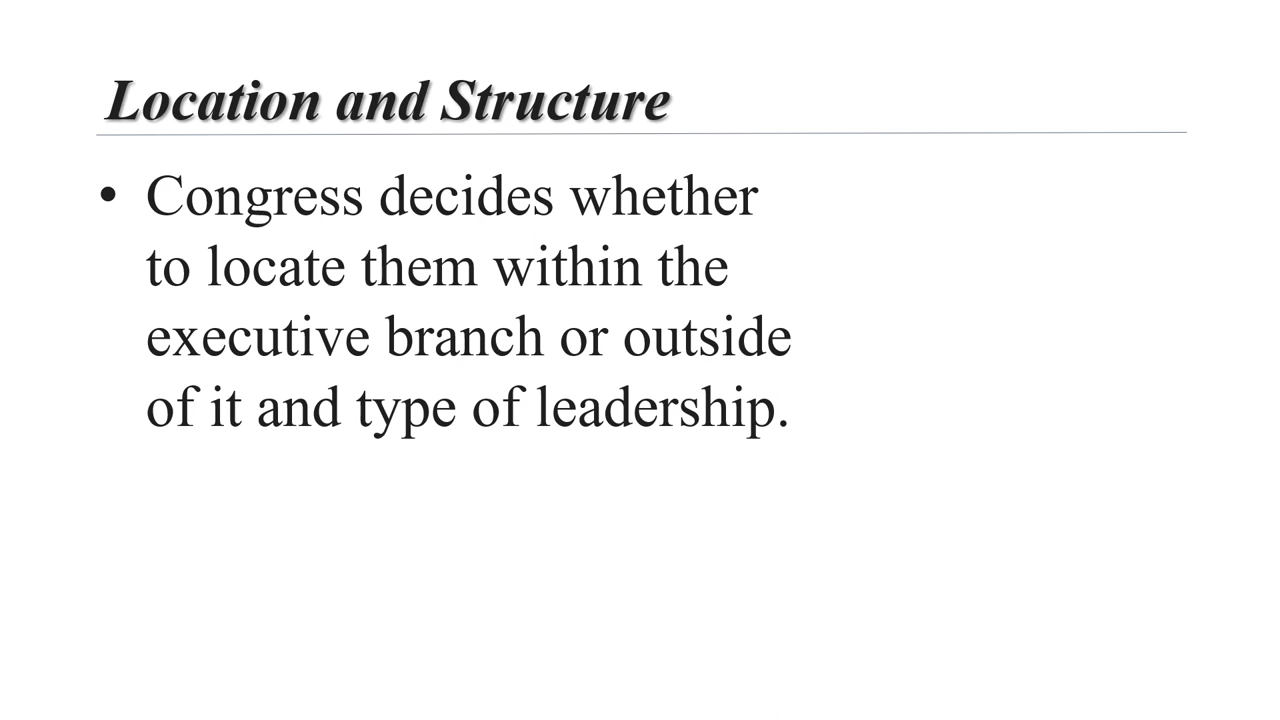 Location and Structure
• Congress decides whether
to locate them within the
executive branch or outside
of it and type of leadership.